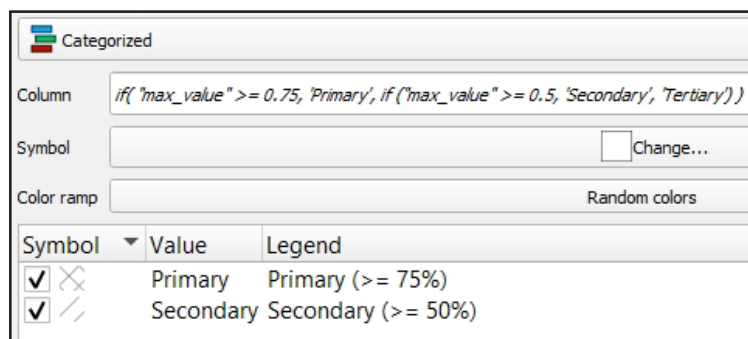 Categorized
Column if( "max_value" >= 0.75, 'Primary', if ("max_value" >= 0.5, 'Secondary', 'Tertiary') )
Symbol Change...
Color ramp Random colors
Symbol Value Legend
Primary Primary (>= 75%)
Secondary Secondary (>= 50%)